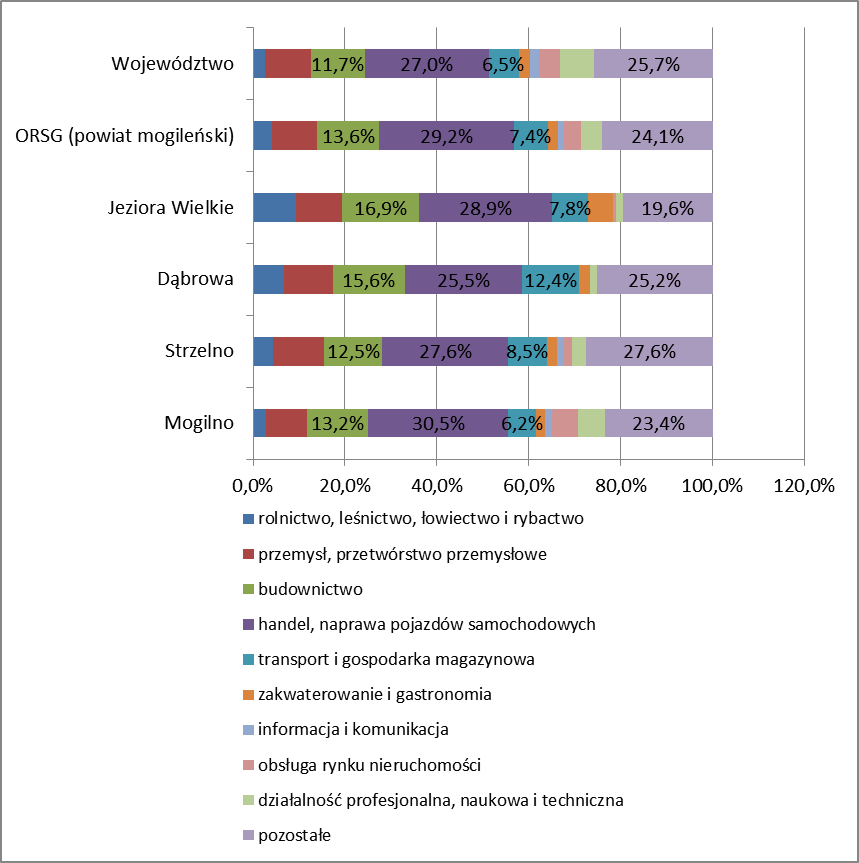 Województwo 11,7% 27,0% 6,5% 25,7%
ORSG (powiat mogileński) 13,6% 29,2% 7,4% 24,1%
Jeziora Wielkie 16,9% 28,9% 7,8% 19,6%
Dąbrowa 15,6% 25,5% 12,4% 25,2%
Strzelno 12,5% 27,6% 8,5% 27,6%
Mogilno 13,2% 30,5% 6,2% 23,4%
0,0% 20,0% 40,0% 60,0% 80,0% 100,0% 120,0%
rolnictwo, leśnictwo, łowiectwo i rybactwo
przemysł, przetwórstwo przemysłowe
budownictwo
handel, naprawa pojazdów samochodowych
transport i gospodarka magazynowa
zakwaterowanie i gastronomia
informacja i komunikacja
obsługa rynku nieruchomości
działalność profesjonalna, naukowa i techniczna
pozostałe